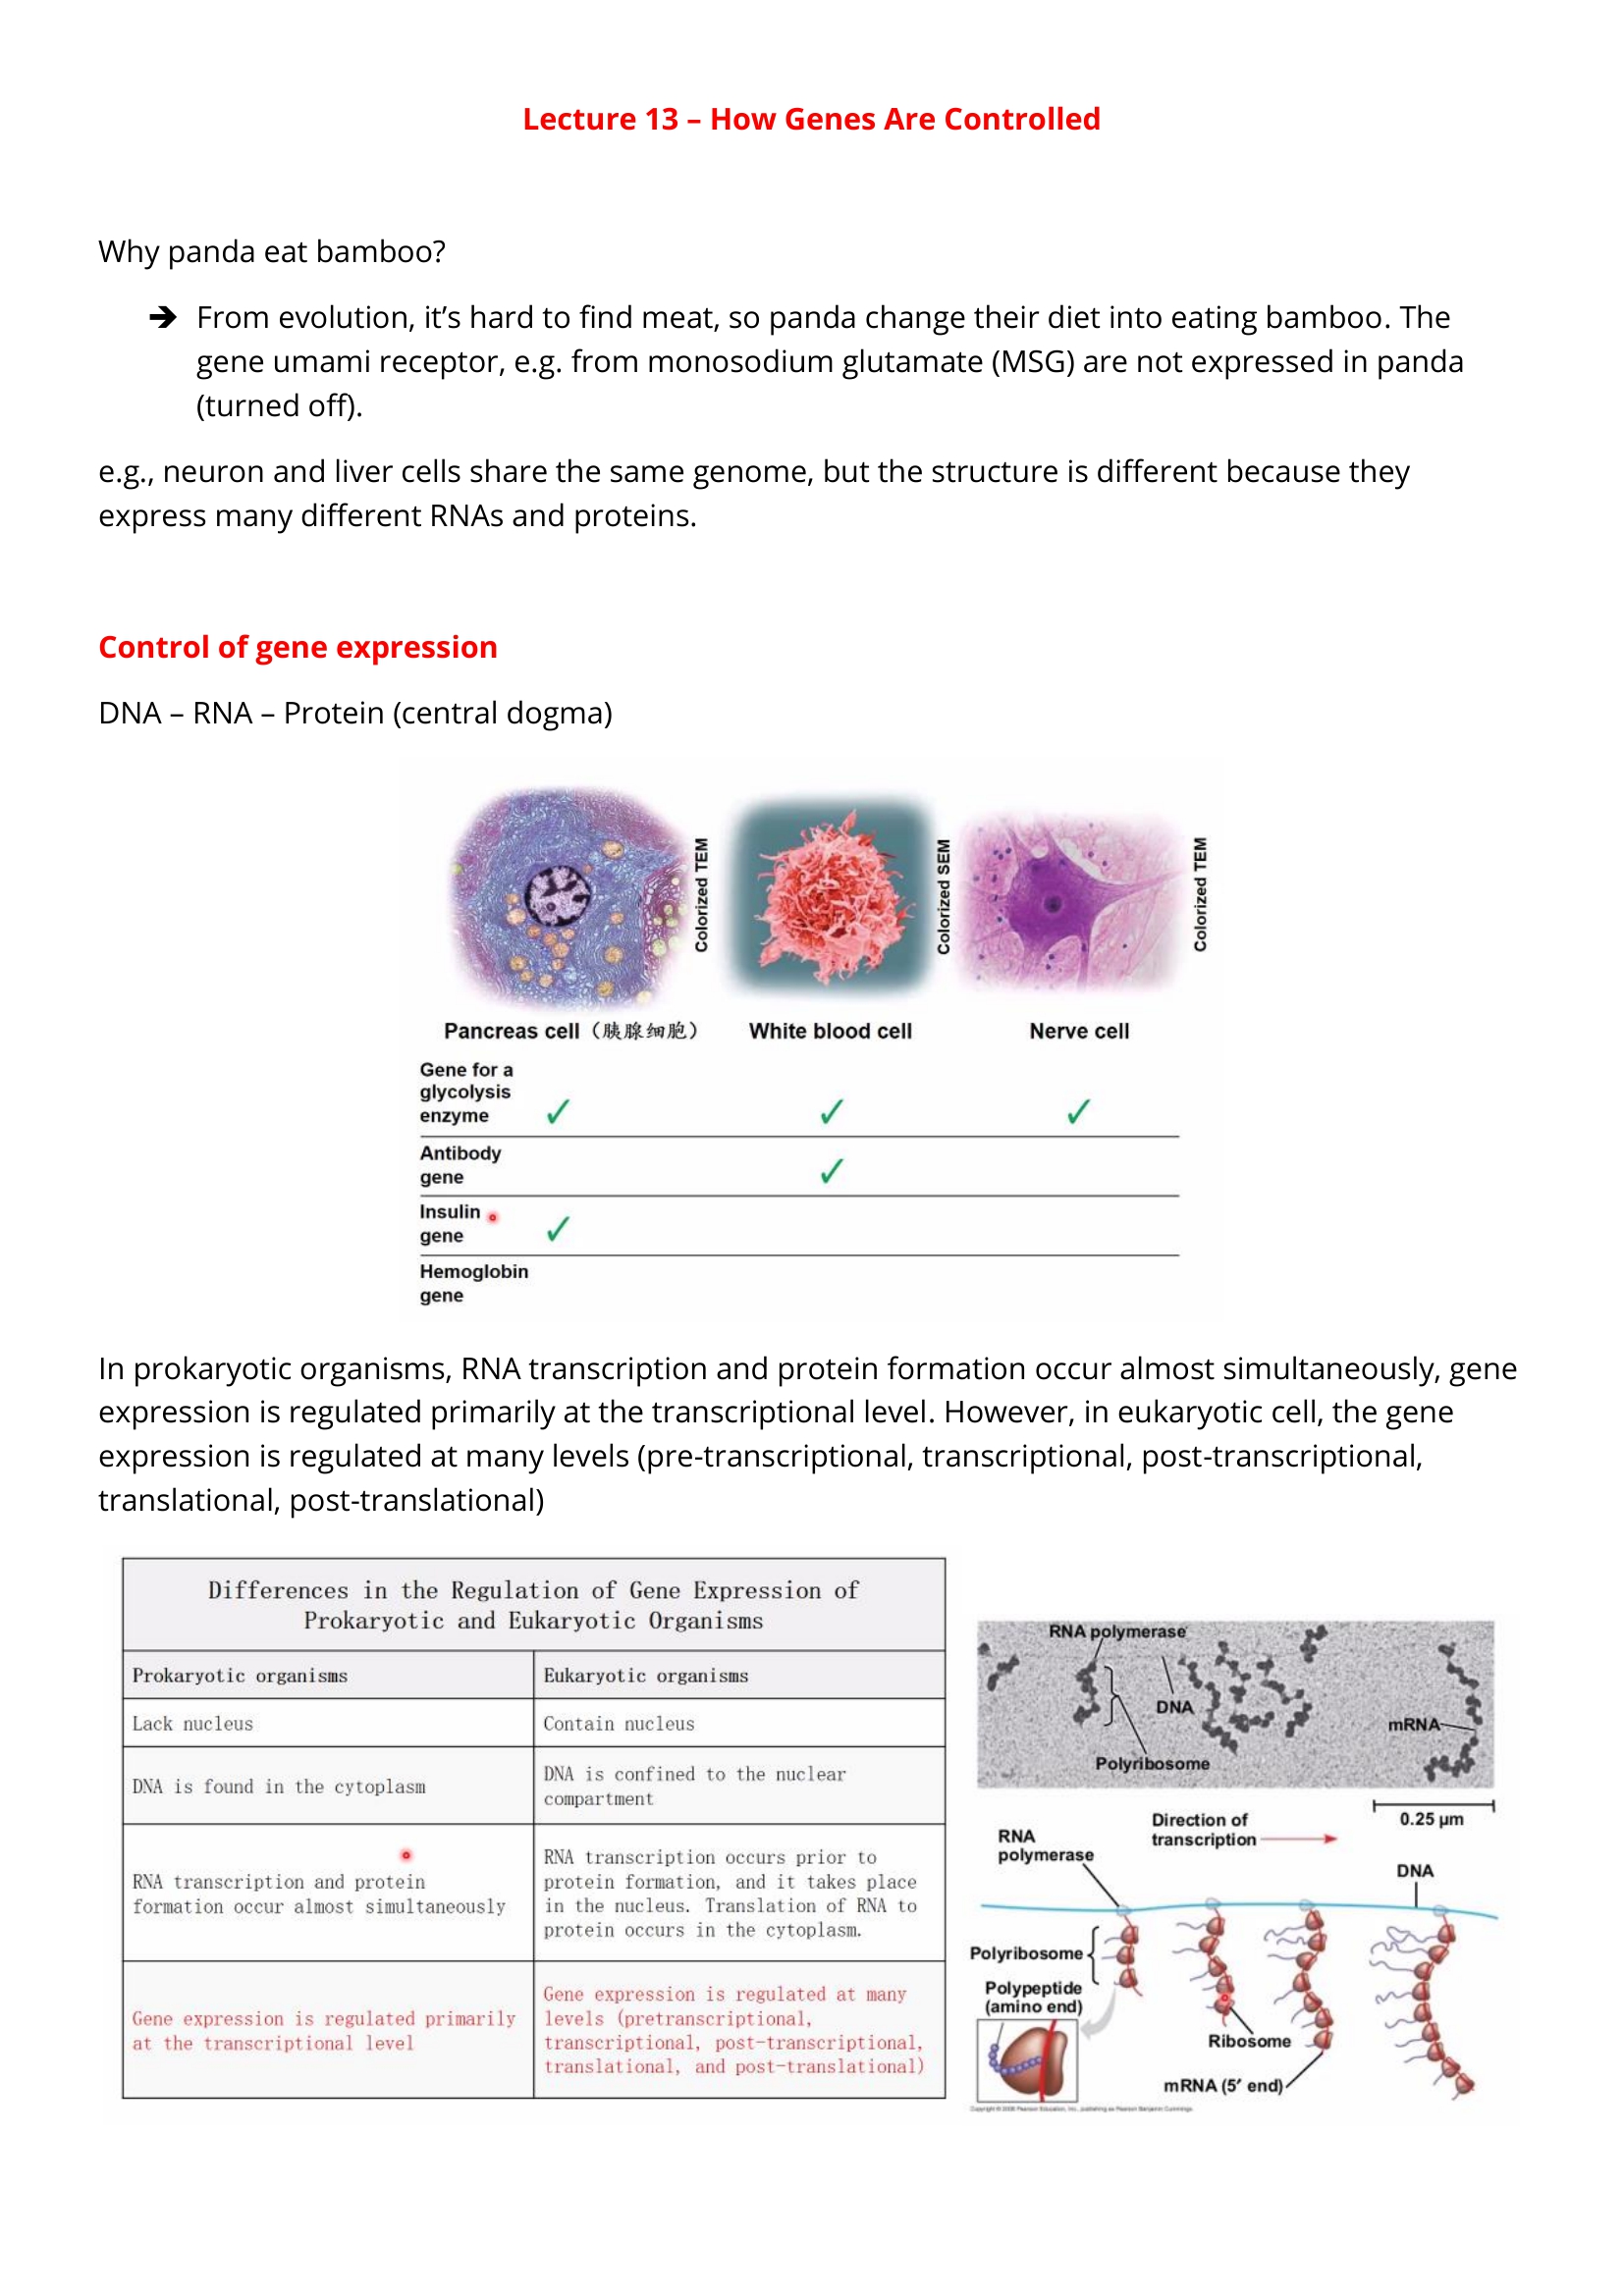 Lecture 13 – How Genes Are Controlled
Why panda eat bamboo?
➔ From evolution, it's hard to find meat, so panda change their diet into eating bamboo. The
gene umami receptor, e.g. from monosodium glutamate (MSG) are not expressed in panda
(turned off).
e.g., neuron and liver cells share the same genome, but the structure is different because they
express many different RNAs and proteins.
Control of gene expression
DNA – RNA – Protein (central dogma)
Colorized TEM
Colorized SEM
Colorized TEM
Pancreas cell（胰腺细胞） White blood cell Nerve cell
Gene for a
glycolysis
enzyme ✓ ✓ ✓
Antibody
gene ✓
Insulin
gene ✓
Hemoglobin
gene
In prokaryotic organisms, RNA transcription and protein formation occur almost simultaneously, gene
expression is regulated primarily at the transcriptional level. However, in eukaryotic cell, the gene
expression is regulated at many levels (pre-transcriptional, transcriptional, post-transcriptional,
translational, post-translational)
Differences in the Regulation of Gene Expression of
Prokaryotic and Eukaryotic Organisms
Prokaryotic organisms
Eukaryotic organisms
Lack nucleus
Contain nucleus
DNA is found in the cytoplasm
DNA is confined to the nuclear
compartment
RNA transcription and protein
formation occur almost simultaneously
RNA transcription occurs prior to
protein formation, and it takes place
in the nucleus. Translation of RNA to
protein occurs in the cytoplasm.
Gene expression is regulated primarily
at the transcriptional level
Gene expression is regulated at many
levels (pretranscriptional,
transcriptional, post-transcriptional,
translational, and post-translational)
RNA polymerase
DNA
mRNA
Polyribosome
0.25 µm
Direction of
transcription
RNA
polymerase
DNA
Polyribosome
Polypeptide
(amino end)
Ribosome
mRNA (5′ end)
Copyright © 2008 Pearson Education, Inc., publishing as Pearson Benjamin Cummings.